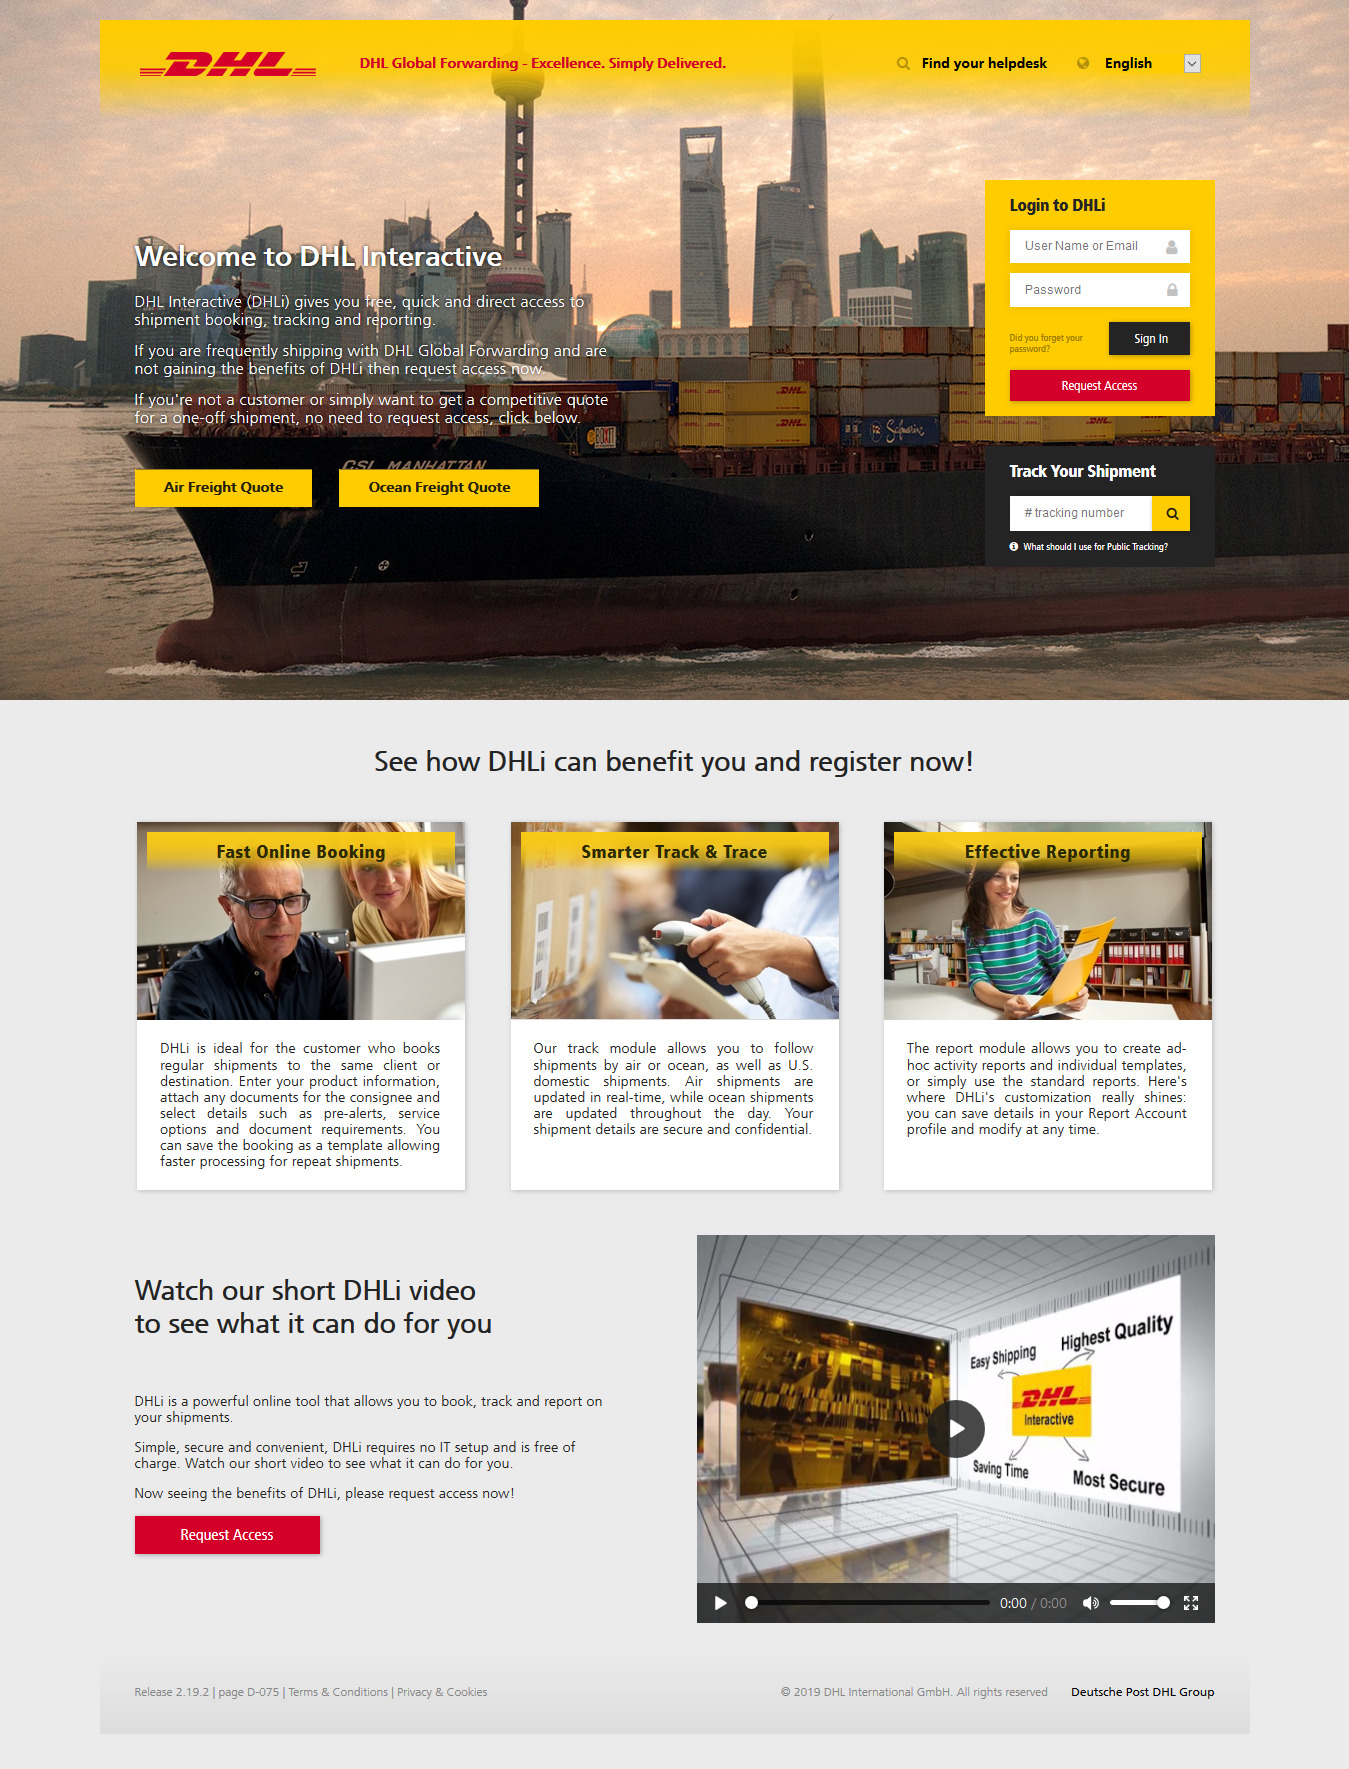 DHL
DHL Global Forwarding - Excellence. Simply Delivered.
Find your helpdesk
English
Login to DHLi
User Name or Email
Password
Did you forget your
password?
Sign In
Request Access
Welcome to DHL Interactive
DHL Interactive (DHLi) gives you free, quick and direct access to
shipment booking, tracking and reporting.
If you are frequently shipping with DHL Global Forwarding and are
not gaining the benefits of DHLi then request access now.
If you're not a customer or simply want to get a competitive quote
for a one-off shipment, no need to request access, click below.
CSL MANHATTAN
Air Freight Quote
Ocean Freight Quote
DHL
DHL
Safmarine
Track Your Shipment
# tracking number
What should I use for Public Tracking?
See how DHLi can benefit you and register now!
Fast Online Booking
DHLi is ideal for the customer who books
regular shipments to the same client or
destination. Enter your product information,
attach any documents for the consignee and
select details such as pre-alerts, service
options and document requirements. You
can save the booking as a template allowing
faster processing for repeat shipments.
Smarter Track & Trace
Our track module allows you to follow
shipments by air or ocean, as well as U.S.
domestic shipments. Air shipments are
updated in real-time, while ocean shipments
are updated throughout the day. Your
shipment details are secure and confidential.
Effective Reporting
The report module allows you to create ad-
hoc activity reports and individual templates,
or simply use the standard reports. Here's
where DHLi's customization really shines:
you can save details in your Report Account
profile and modify at any time.
Watch our short DHLi video
to see what it can do for you
DHLi is a powerful online tool that allows you to book, track and report on
your shipments.
Simple, secure and convenient, DHLi requires no IT setup and is free of
charge. Watch our short video to see what it can do for you.
Now seeing the benefits of DHLi, please request access now!
Request Access
Easy Shipping
Highest Quality
DHL
Interactive
Saving Time
Most Secure
0:00 / 0:00
Release 2.19.2 | page D-075 | Terms & Conditions | Privacy & Cookies
© 2019 DHL International GmbH. All rights reserved
Deutsche Post DHL Group